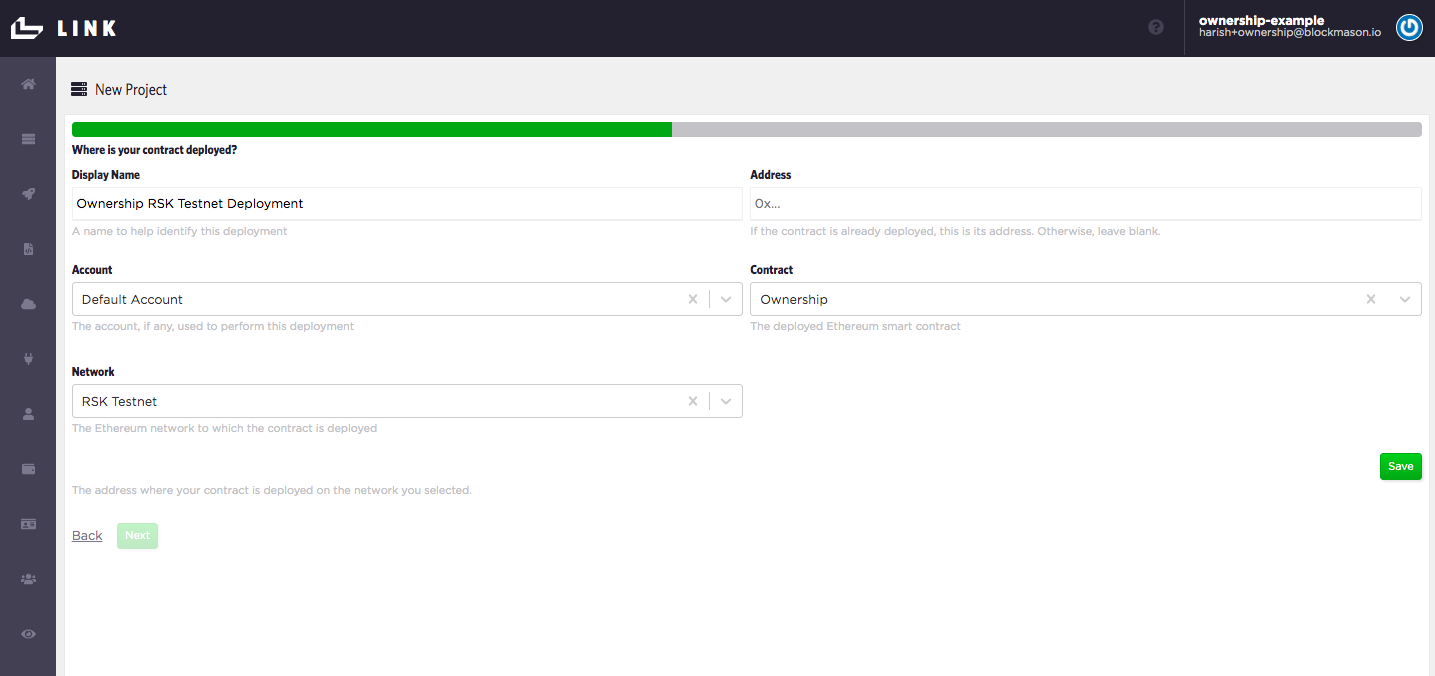 LINK
ownership-example
harish+ownership@blockmason.io
New Project
Where is your contract deployed?
Display Name
Ownership RSK Testnet Deployment
A name to help identify this deployment
Address
0x...
If the contract is already deployed, this is its address. Otherwise, leave blank.
Account
Default Account
The account, if any, used to perform this deployment
Contract
Ownership
The deployed Ethereum smart contract
Network
RSK Testnet
The Ethereum network to which the contract is deployed
Save
The address where your contract is deployed on the network you selected.
Back Next